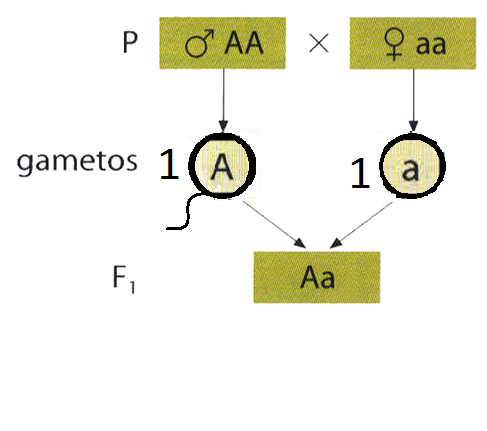 P ♂ AA × ♀ aa
gametos 1 A 1 a
F₁ Aa